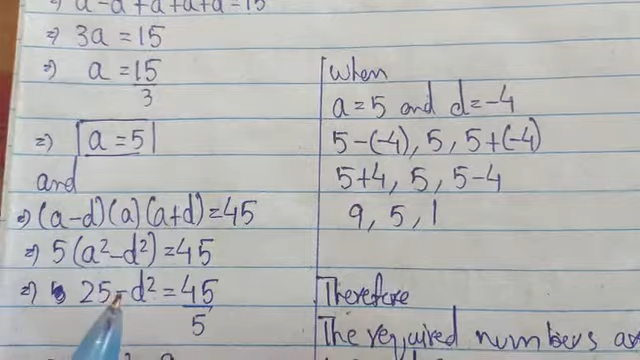 ⇒ a-d+a+a+d=15
⇒ 3a = 15
⇒ a = 15/3
⇒ a = 5
and
⇒ (a-d)(a)(a+d)=45
⇒ 5(a²-d²)=45
⇒ 25-d² = 45/5
When
a=5 and d=-4
5-(-4), 5, 5+(-4)
5+4, 5, 5-4
9, 5, 1
Therefore
The required numbers